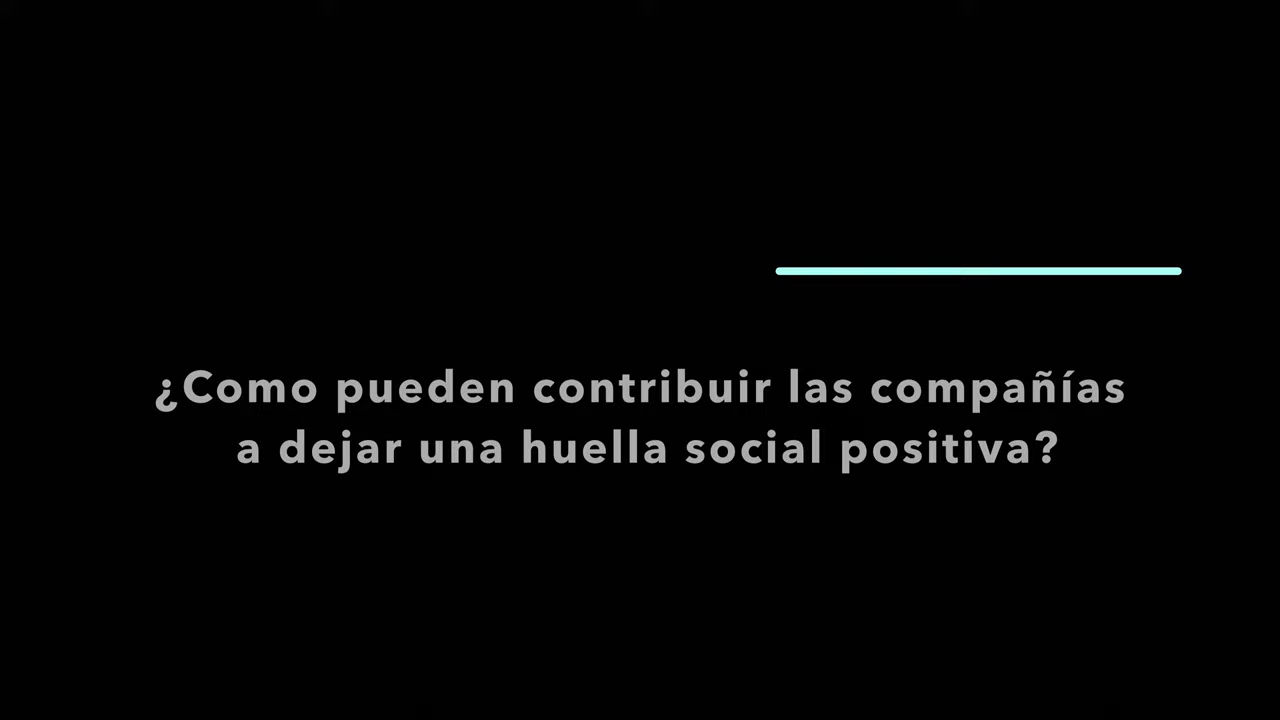 ¿Como pueden contribuir las compañías
a dejar una huella social positiva?